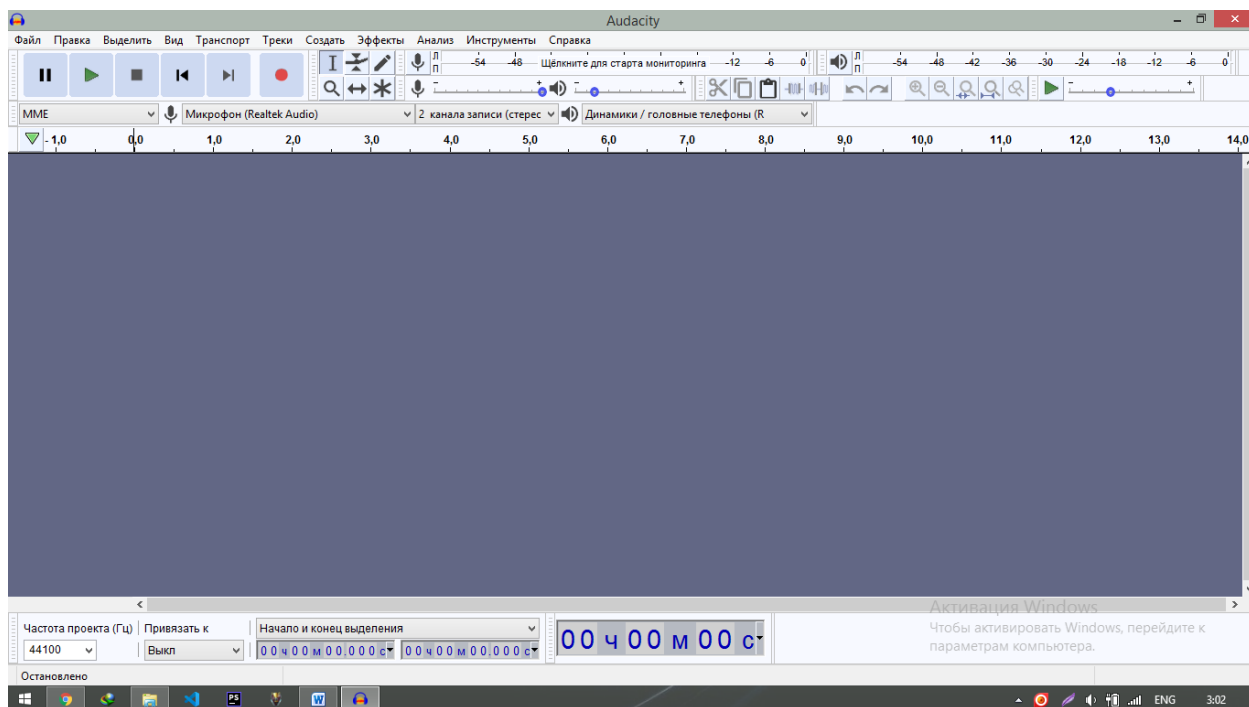 Audacity
Файл Правка Выделить Вид Транспорт Треки Создать Эффекты Анализ Инструменты Справка
Л П -54 -48 Щёлкните для старта мониторинга -12 -6 0 Л П -54 -48 -42 -36 -30 -24 -18 -12 -6 0
MME Микрофон (Realtek Audio) 2 канала записи (стерес Динамики / головные телефоны (R
- 1,0 0,0 1,0 2,0 3,0 4,0 5,0 6,0 7,0 8,0 9,0 10,0 11,0 12,0 13,0 14,0
Активация Windows
Чтобы активировать Windows, перейдите к
параметрам компьютера.
Частота проекта (Гц) Привязать к Начало и конец выделения
44100 Выкл 00 ч 00 м 00,000 с 00 ч 00 м 00,000 с 00 ч 00 м 00 с
Остановлено
PS W ENG 3:02